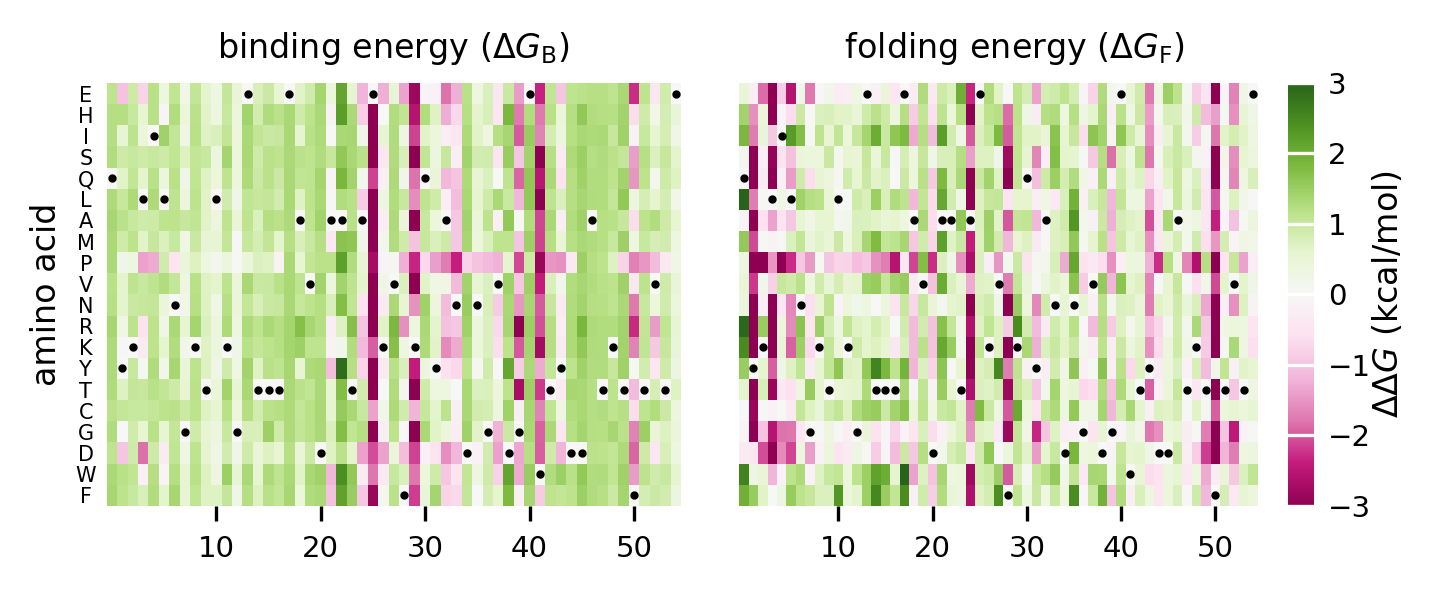 binding energy (ΔG_B)
folding energy (ΔG_F)
amino acid
E
H
I
S
Q
L
A
M
P
V
N
R
K
Y
T
C
G
D
W
F
10 20 30 40 50
10 20 30 40 50
3
2
1
0
−1
−2
−3
ΔΔG (kcal/mol)